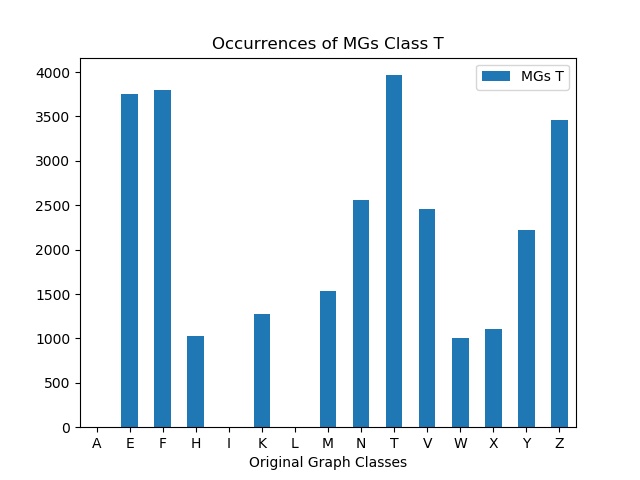 Occurrences of MGs Class T
MGs T
4000
3500
3000
2500
2000
1500
1000
500
0
A E F H I K L M N T V W X Y Z
Original Graph Classes